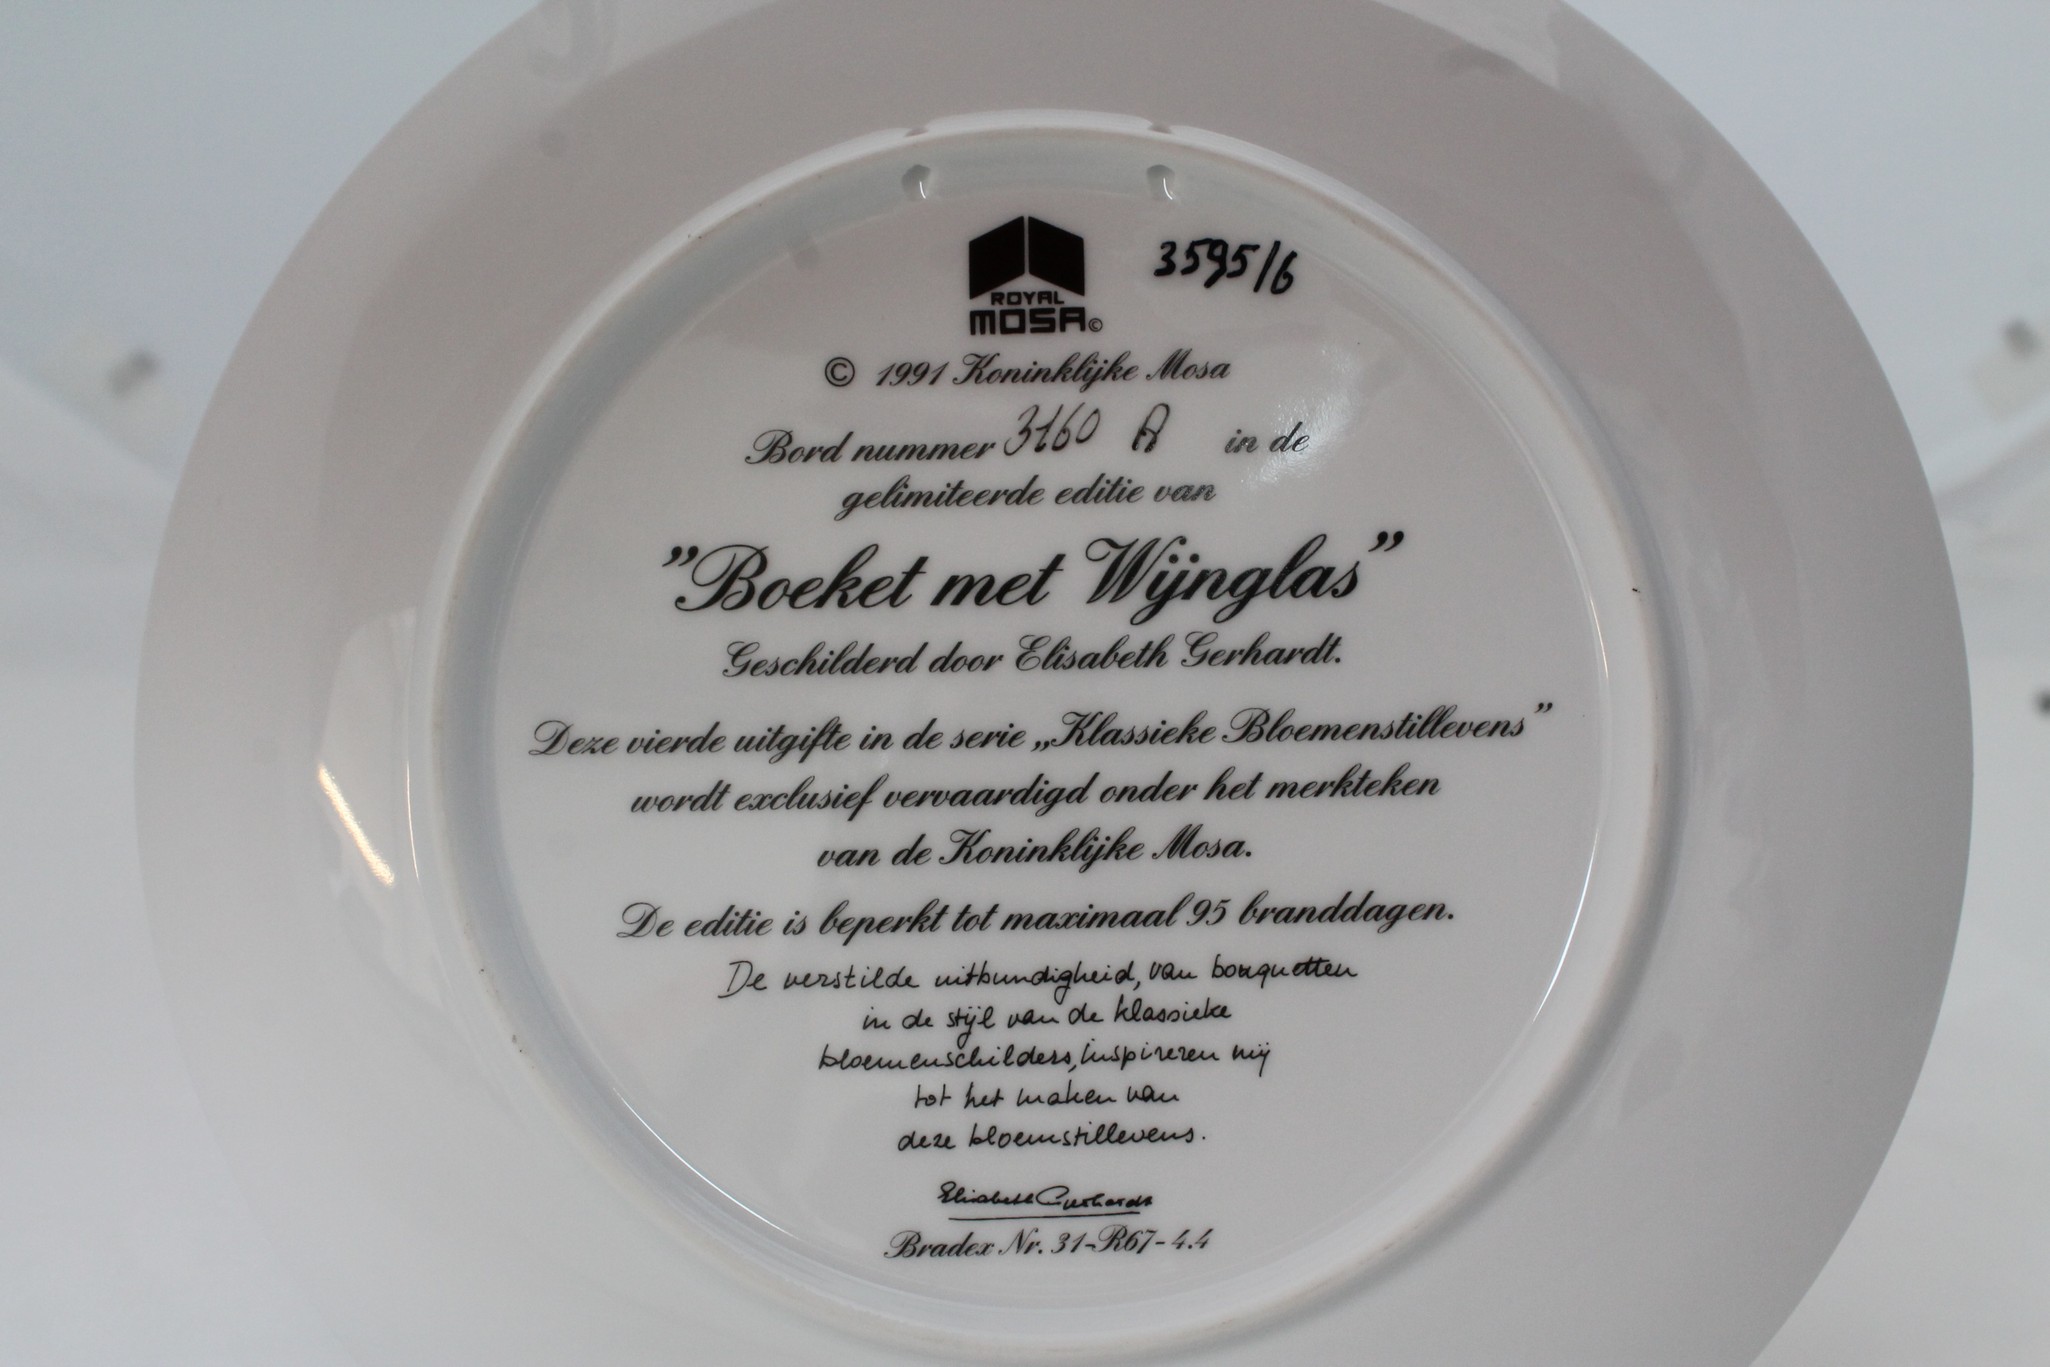 ROYAL
MOSA©
3595/6
© 1991 Koninklijke Mosa
Bord nummer 3160 A in de
gelimiteerde editie van
"Boeket met Wijnglas"
Geschilderd door Elisabeth Gerhardt.
Deze vierde uitgifte in de serie „Klassieke Bloemenstillevens"
wordt exclusief vervaardigd onder het merkteken
van de Koninklijke Mosa.
De editie is beperkt tot maximaal 95 branddagen.
De verstilde uitbundigheid, van bouquetten
in de stijl van de klassieke
bloemenschilders, inspireren mij
tot het maken van
deze bloemstillevens.
Elisabeth Gerhardt
Bradex Nr. 31-R67-4.4